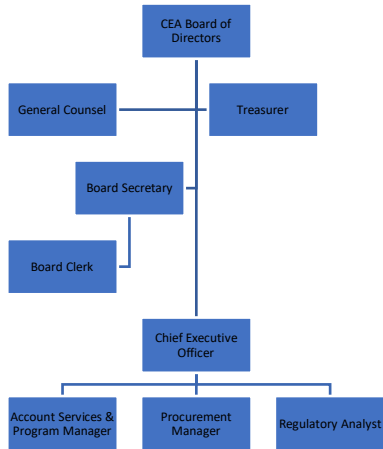 CEA Board of
Directors
General Counsel
Treasurer
Board Secretary
Board Clerk
Chief Executive
Officer
Account Services &
Program Manager
Procurement
Manager
Regulatory Analyst